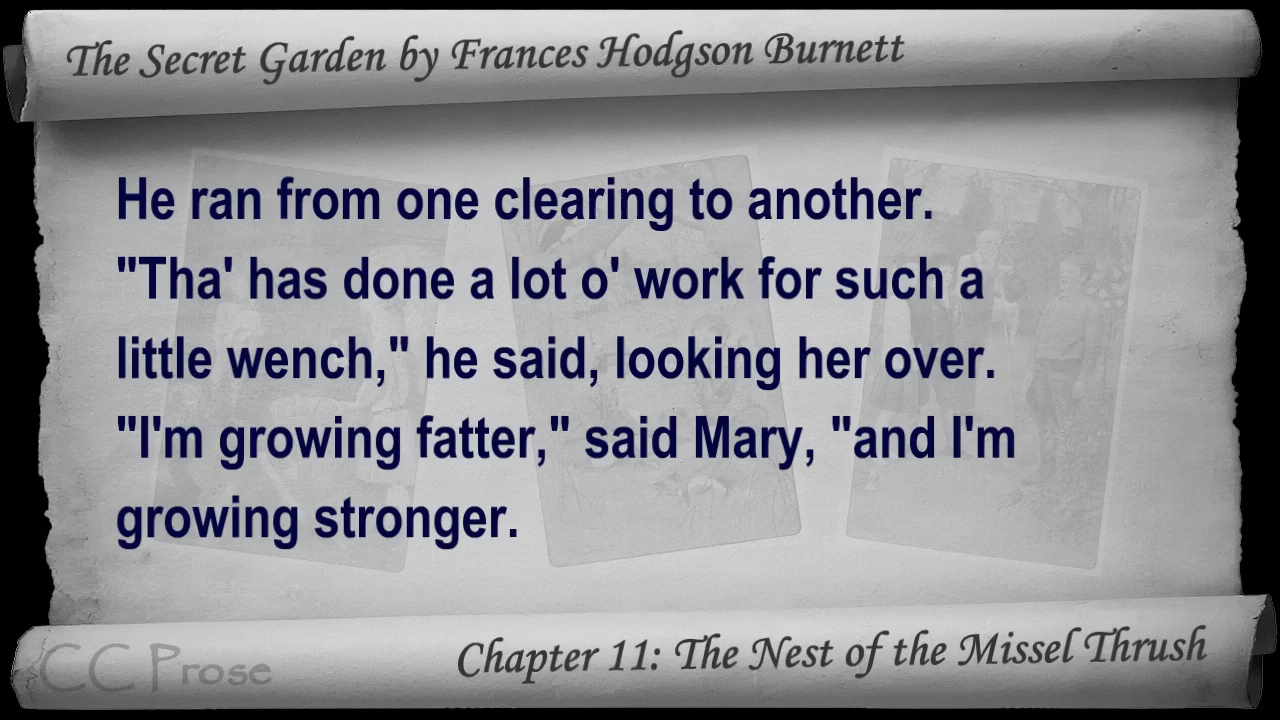 The Secret Garden by Frances Hodgson Burnett
He ran from one clearing to another.
"Tha' has done a lot o' work for such a
little wench," he said, looking her over.
"I'm growing fatter," said Mary, "and I'm
growing stronger.
Chapter 11: The Nest of the Missel Thrush
CC Prose